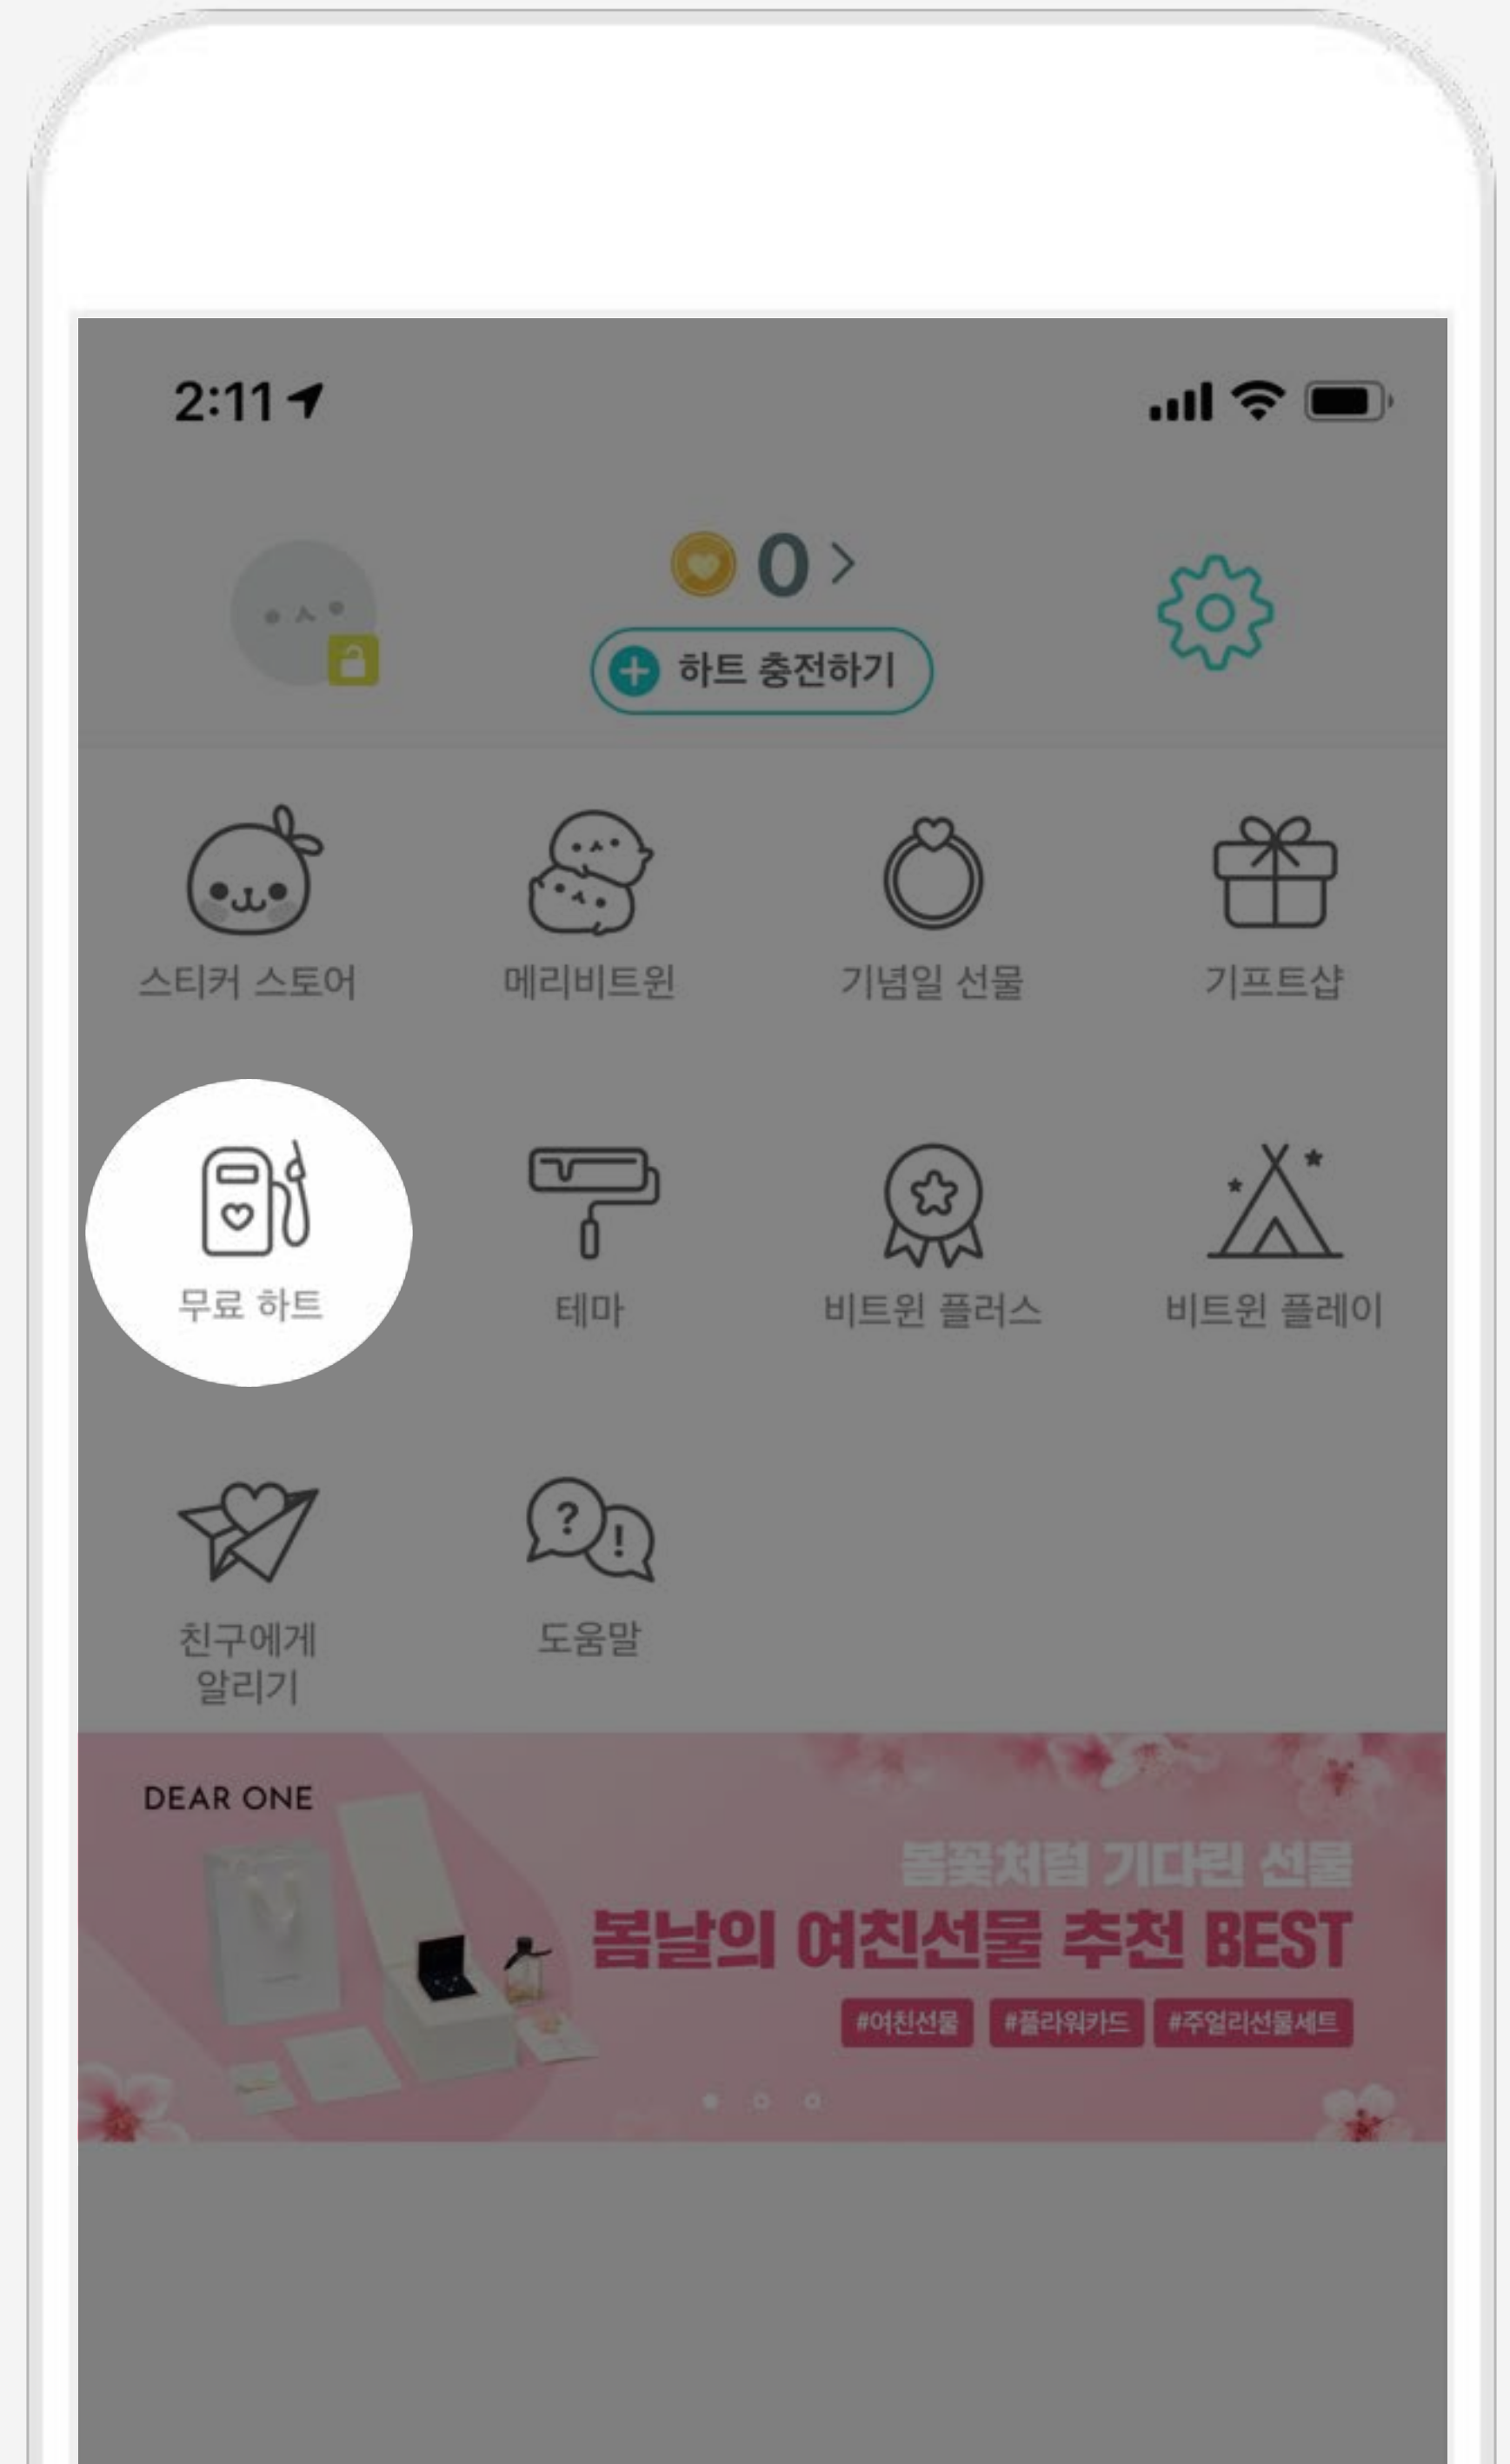 2:11
0 >
하트 충전하기
스티커 스토어
메리비트윈
기념일 선물
기프트샵
무료 하트
테마
비트윈 플러스
비트윈 플레이
친구에게
알리기
도움말
DEAR ONE
봄꽃처럼 기다린 선물
봄날의 여친선물 추천 BEST
#여친선물 #플라워카드 #주얼리선물세트